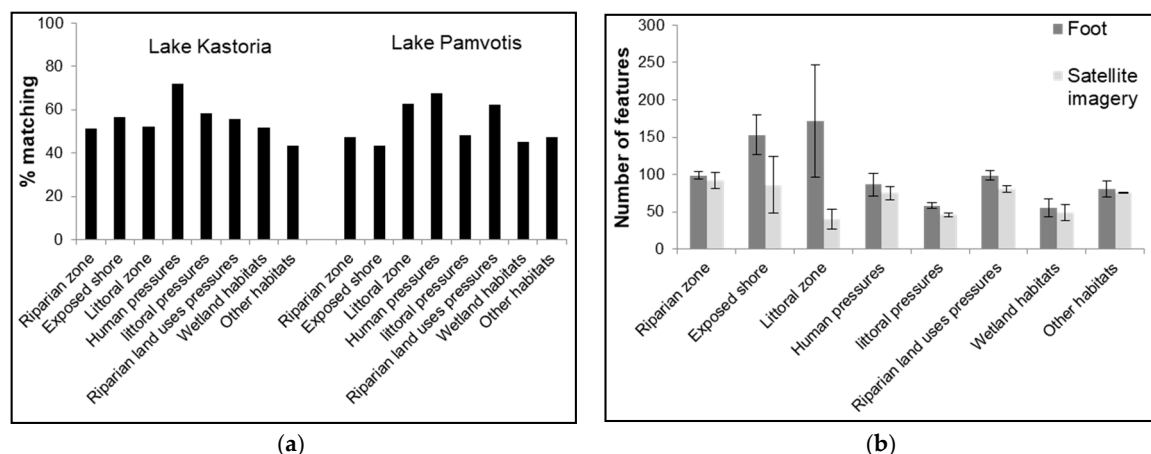 100
80
60
40
20
0
% matching
Lake Kastoria
Lake Pamvotis
Riparian zone
Exposed shore
Littoral zone
Human pressures
littoral pressures
Riparian land uses pressures
Wetland habitats
Other habitats
Riparian zone
Exposed shore
Littoral zone
Human pressures
littoral pressures
Riparian land uses pressures
Wetland habitats
Other habitats
(a)
300
250
200
150
100
50
0
Number of features
Foot
Satellite
imagery
Riparian zone
Exposed shore
Littoral zone
Human pressures
littoral pressures
Riparian land uses pressures
Wetland habitats
Other habitats
(b)